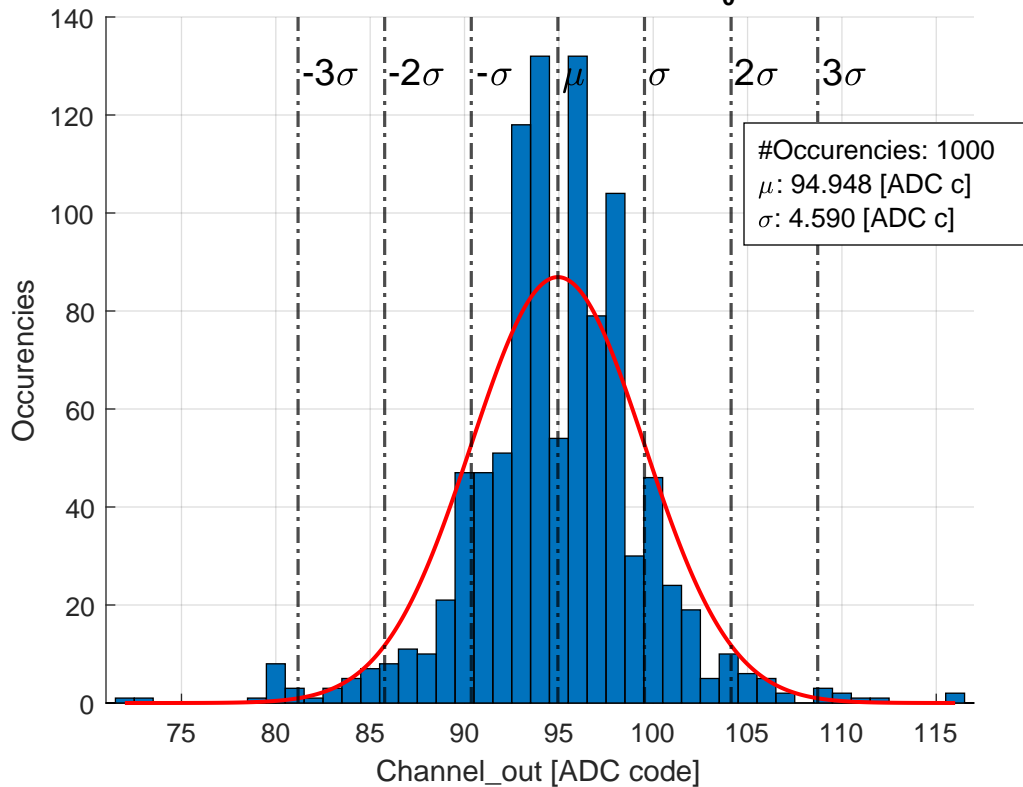 140
120
100
80
60
40
20
0
-3σ -2σ -σ μ σ 2σ 3σ
#Occurencies: 1000
μ: 94.948 [ADC c]
σ: 4.590 [ADC c]
Occurencies
75 80 85 90 95 100 105 110 115
Channel_out [ADC code]